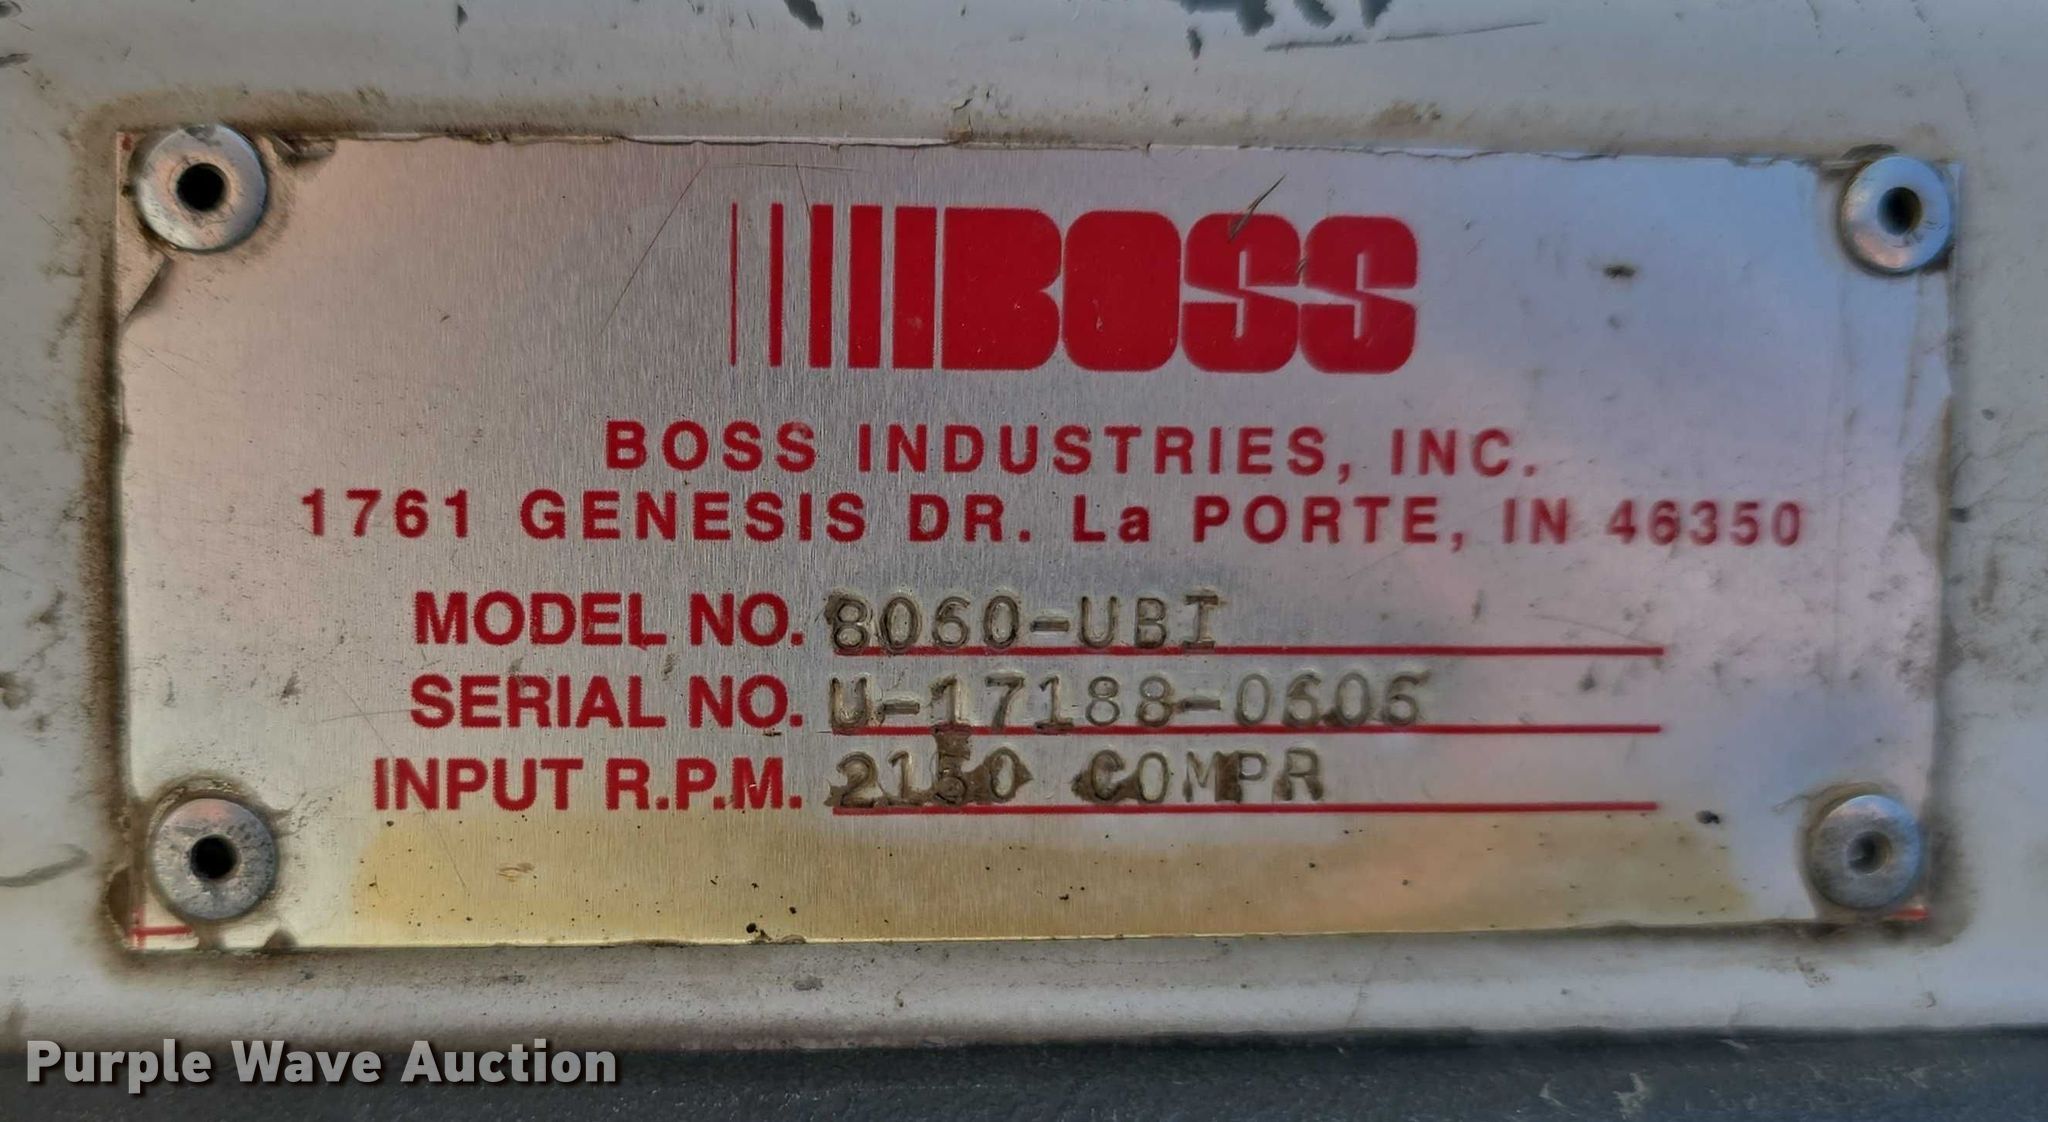 BOSS
BOSS INDUSTRIES, INC.
1761 GENESIS DR. La PORTE, IN 46350
MODEL NO. 8060-UBI
SERIAL NO. U-17188-0606
INPUT R.P.M. 2150 COMPR
Purple Wave Auction